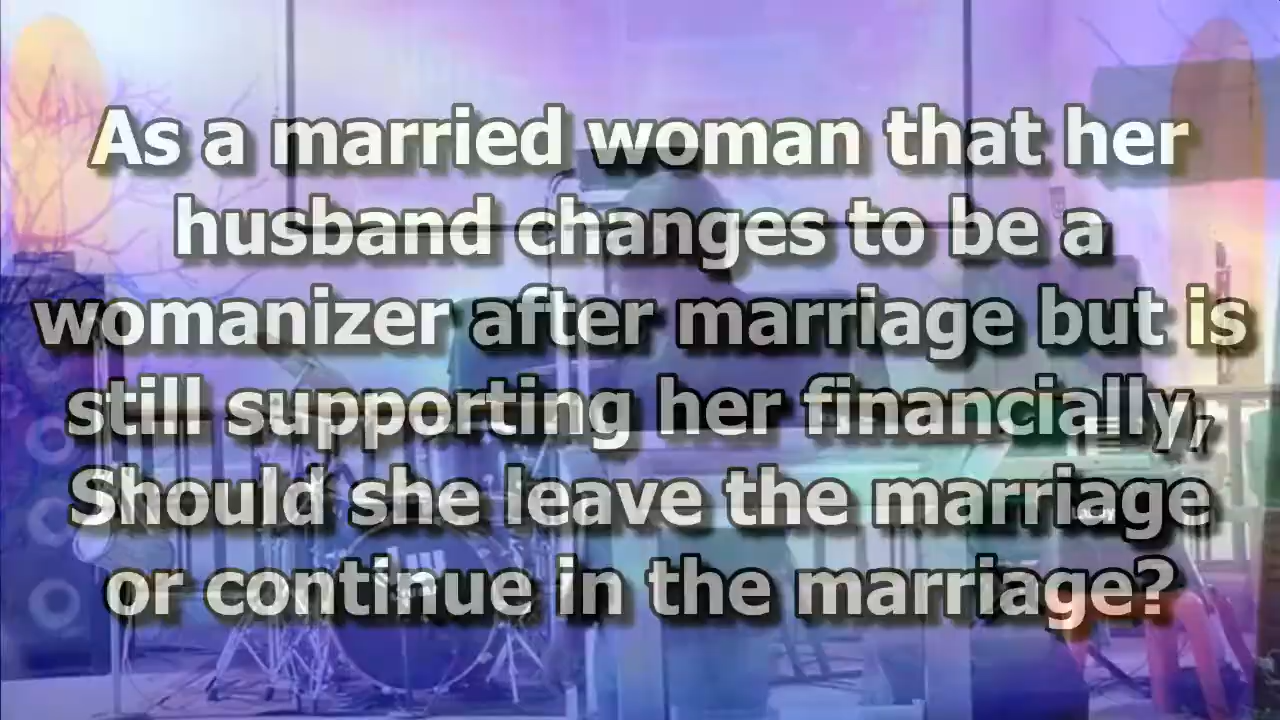 As a married woman that her
husband changes to be a
womanizer after marriage but is
still supporting her financially,
Should she leave the marriage
or continue in the marriage?